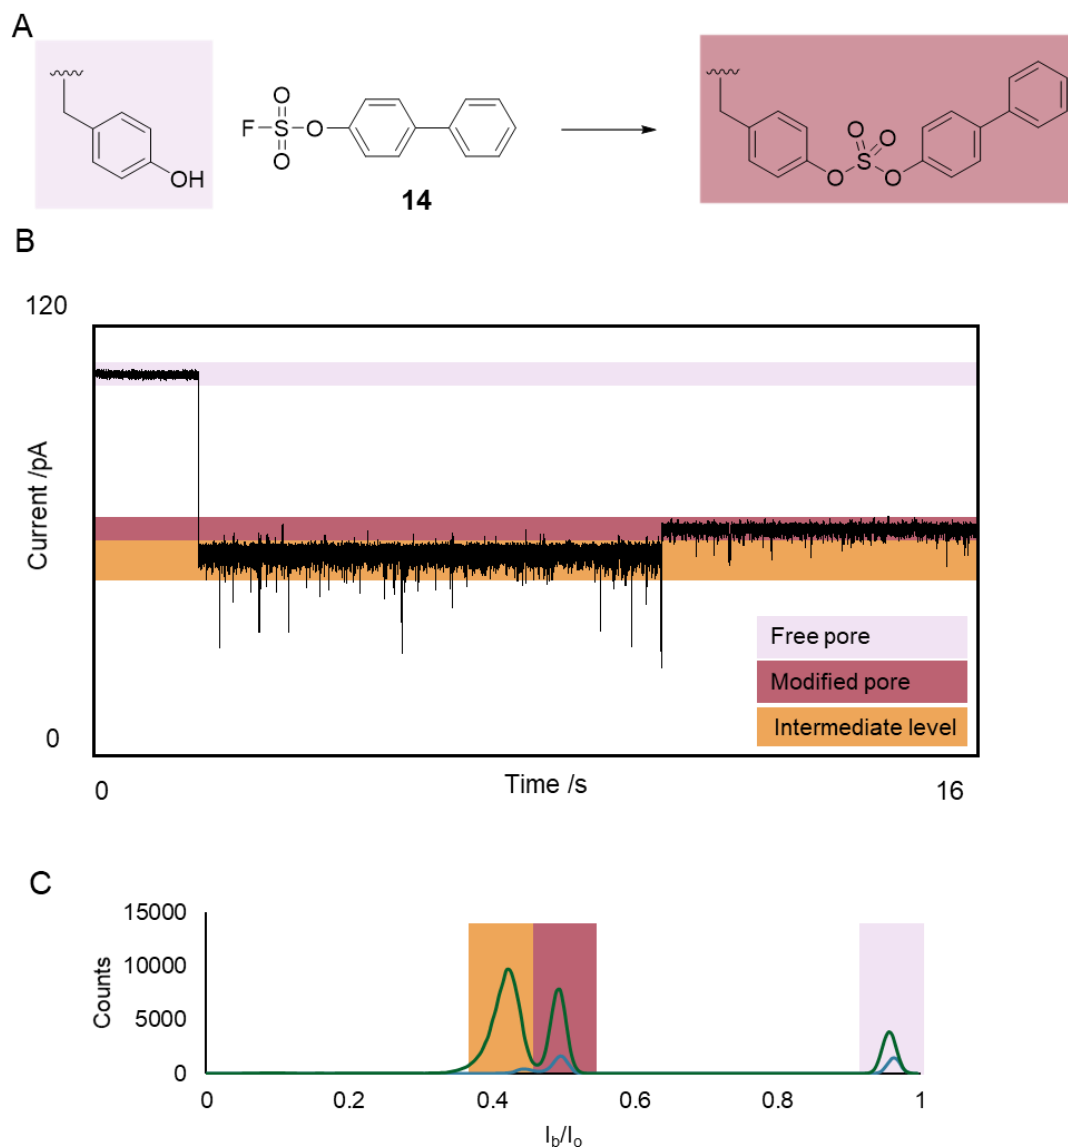 A
O
F S O
O
OH
14
O O
S
O O
B
120
Current /pA
Free pore
Modified pore
Intermediate level
0
0 Time /s 16
C
15000
10000
Counts
5000
0
0 0.2 0.4 0.6 0.8 1
Ib/Io